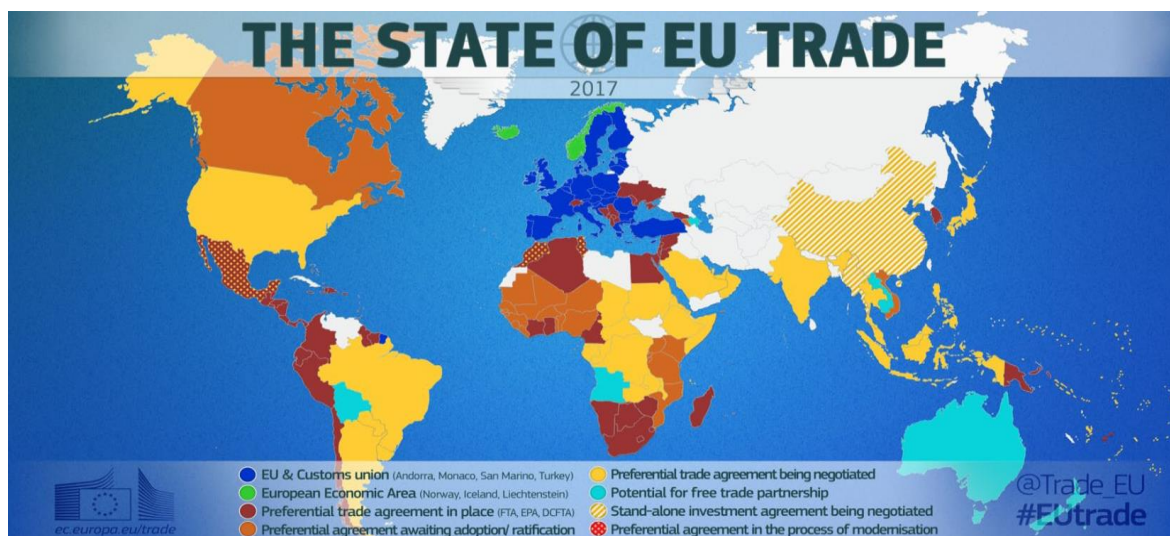 THE STATE OF EU TRADE
2017
EU & Customs union (Andorra, Monaco, San Marino, Turkey)
European Economic Area (Norway, Iceland, Liechtenstein)
Preferential trade agreement in place (FTA, EPA, DCFTA)
Preferential agreement awaiting adoption/ ratification
Preferential trade agreement being negotiated
Potential for free trade partnership
Stand-alone investment agreement being negotiated
Preferential agreement in the process of modernisation
ec.europa.eu/trade
@Trade_EU
#EUtrade